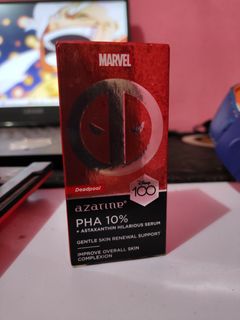 MARVEL
Deadpool
Disney
100
azarine
PHA 10%
+ ASTAXANTHIN HILARIOUS SERUM
GENTLE SKIN RENEWAL SUPPORT
IMPROVE OVERALL SKIN
COMPLEXION